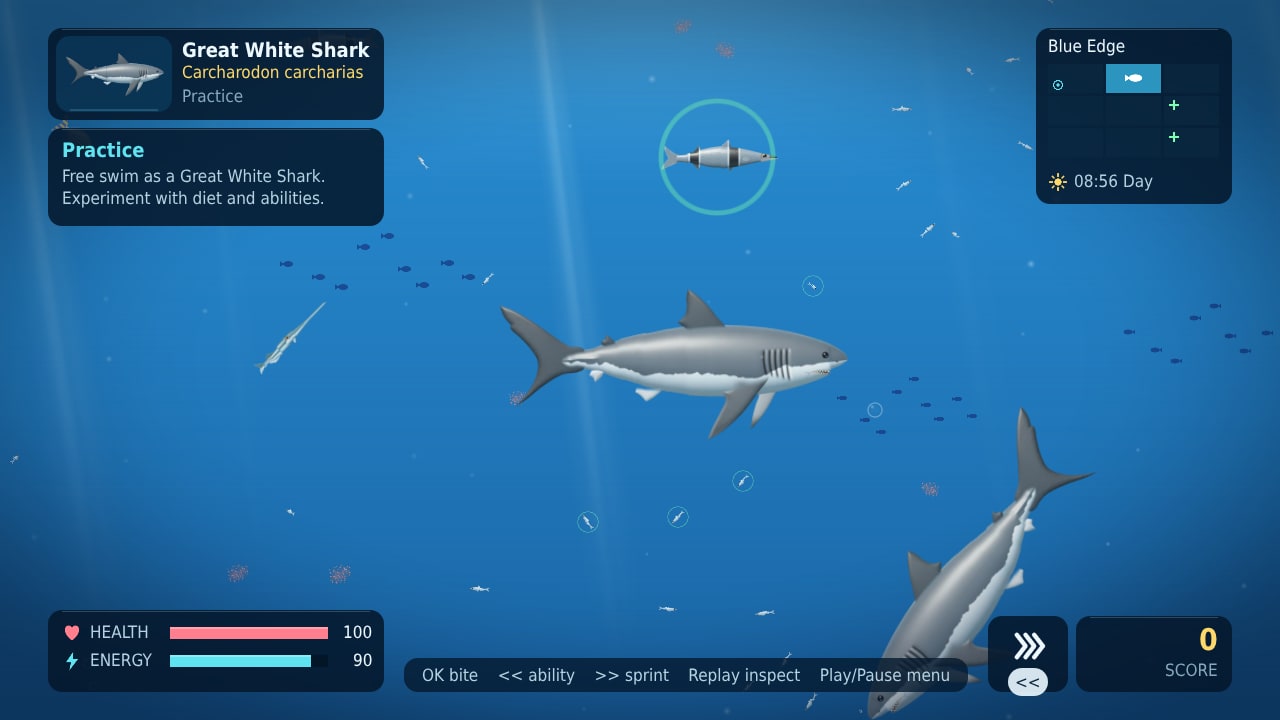 Great White Shark
Carcharodon carcharias
Practice
Practice
Free swim as a Great White Shark.
Experiment with diet and abilities.
Blue Edge
08:56 Day
HEALTH 100
ENERGY 90
OK bite << ability >> sprint Replay inspect Play/Pause menu
<<
0
SCORE